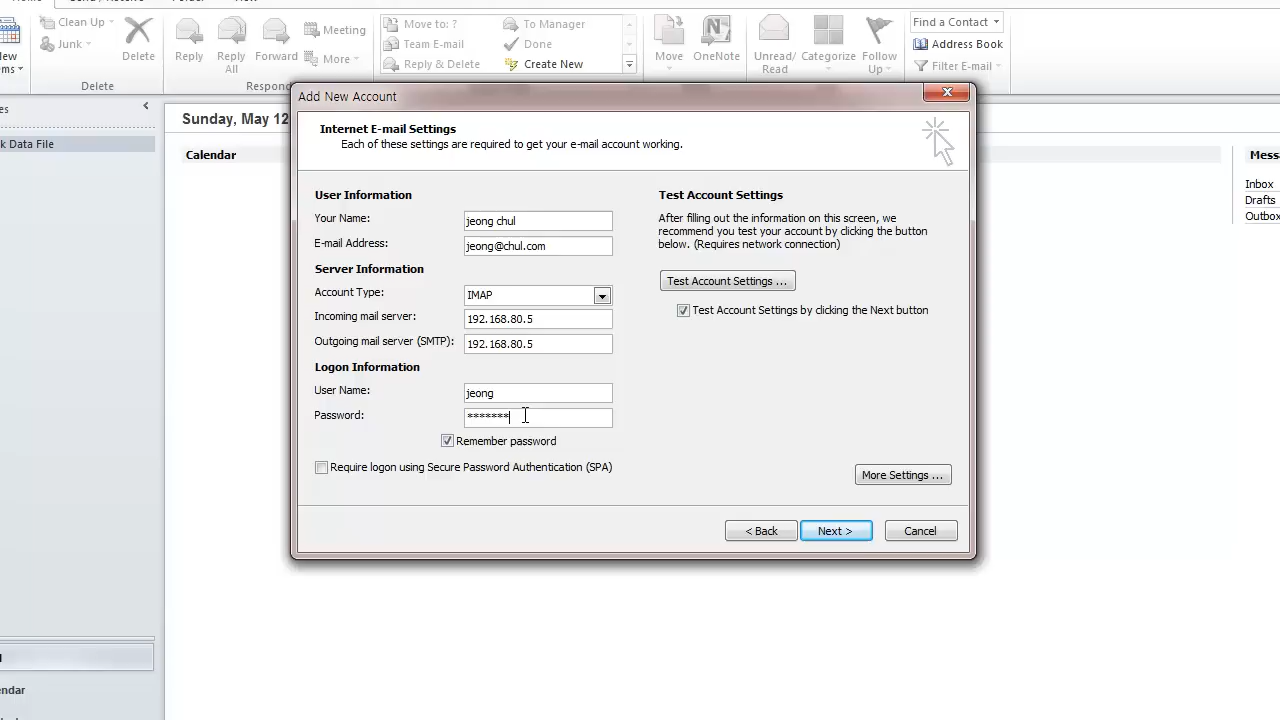 Move to: ?
To Manager
Find a Contact
Clean Up
Meeting
Team E-mail
Done
Address Book
Junk
Delete
Reply
Reply All
Forward
More
Reply & Delete
Create New
Move
OneNote
Unread/ Read
Categorize
Follow Up
Filter E-mail
Delete
Respond
Add New Account
Sunday, May 12
Calendar
k Data File
Internet E-mail Settings
Each of these settings are required to get your e-mail account working.
User Information
Your Name:
jeong chul
E-mail Address:
jeong@chul.com
Server Information
Account Type:
IMAP
Incoming mail server:
192.168.80.5
Outgoing mail server (SMTP):
192.168.80.5
Logon Information
User Name:
jeong
Password:
*******
Remember password
Require logon using Secure Password Authentication (SPA)
Test Account Settings
After filling out the information on this screen, we
recommend you test your account by clicking the button
below. (Requires network connection)
Test Account Settings ...
Test Account Settings by clicking the Next button
More Settings ...
< Back
Next >
Cancel
Mess
Inbox
Drafts
Outbo
endar